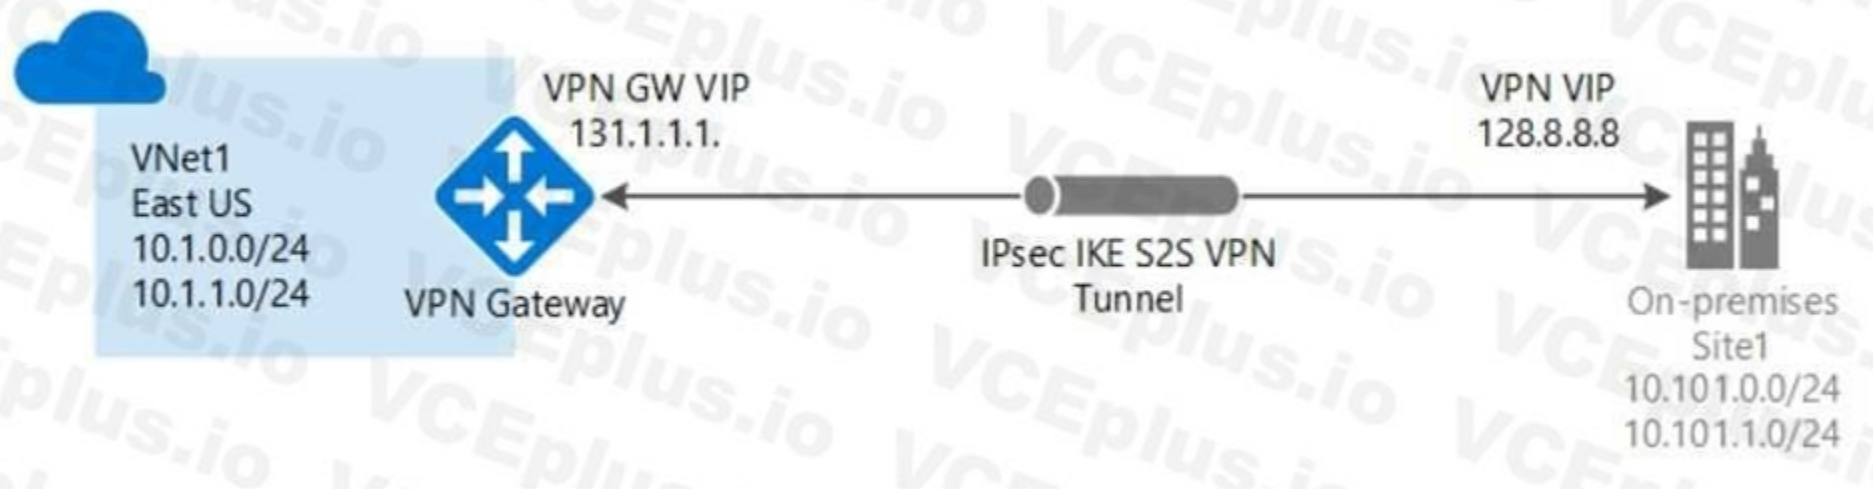 VPN GW VIP
131.1.1.1.
VPN VIP
128.8.8.8
VNet1
East US
10.1.0.0/24
10.1.1.0/24
VPN Gateway
IPsec IKE S2S VPN
Tunnel
On-premises
Site1
10.101.0.0/24
10.101.1.0/24
VCEplus.io